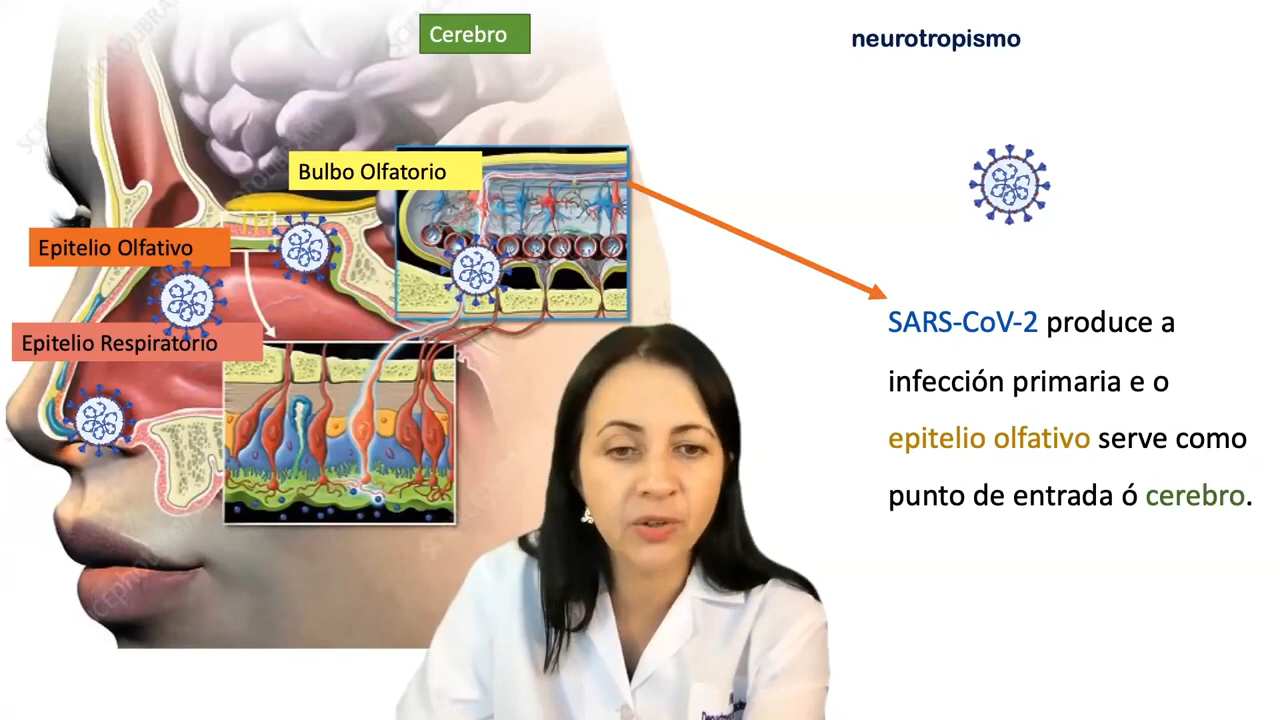 Cerebro
neurotropismo
Bulbo Olfatorio
Epitelio Olfativo
Epitelio Respiratorio
SARS-CoV-2 produce a
infección primaria e o
epitelio olfativo serve como
punto de entrada ó cerebro.